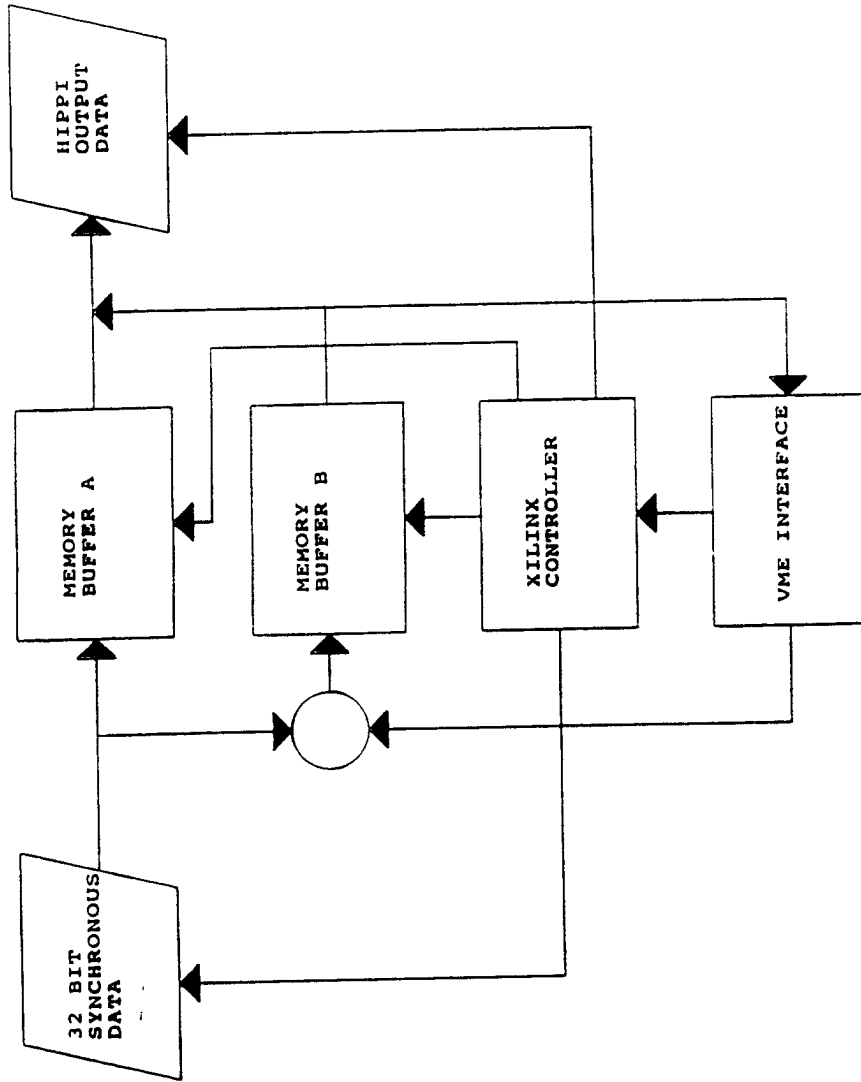 32 BIT
SYNCHRONOUS
DATA
MEMORY
BUFFER A
MEMORY
BUFFER B
XILINX
CONTROLLER
VME INTERFACE
HIPPI
OUTPUT
DATA